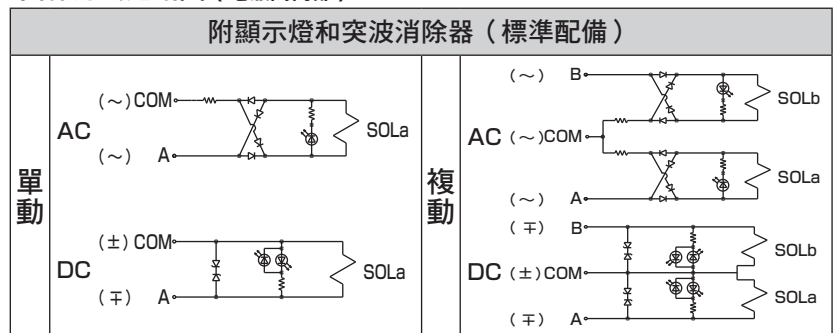 附顯示燈和突波消除器（標準配備）
單動
AC
(～) COM
(～) A
SOLa
DC
(±) COM
(∓) A
SOLa
複動
AC
(～) B
(～) COM
(～) A
SOLb
SOLa
DC
(∓) B
(±) COM
(∓) A
SOLb
SOLa